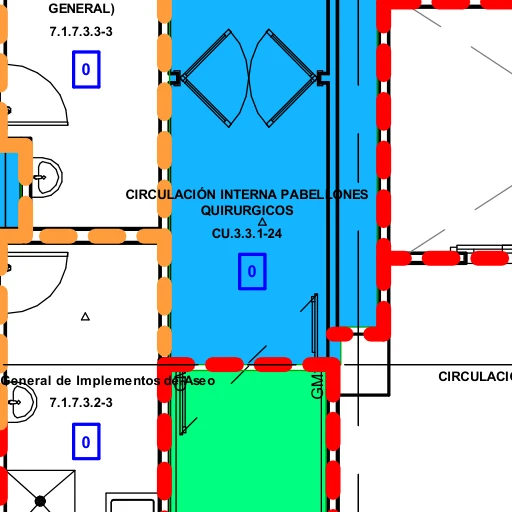 GENERAL)
7.1.7.3.3-3
0
CIRCULACIÓN INTERNA PABELLONES
QUIRURGICOS
CU.3.3.1-24
0
General de Implementos de Aseo
7.1.7.3.2-3
0
GM
CIRCULACI